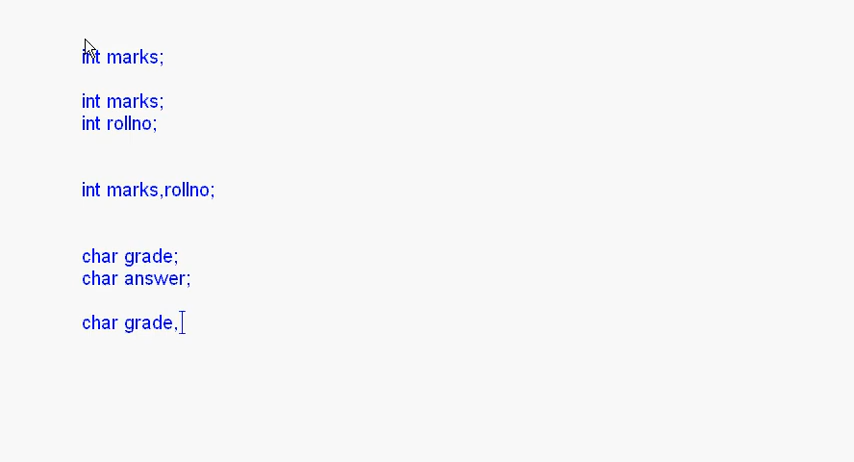 int marks;
int marks;
int rollno;
int marks,rollno;
char grade;
char answer;
char grade,